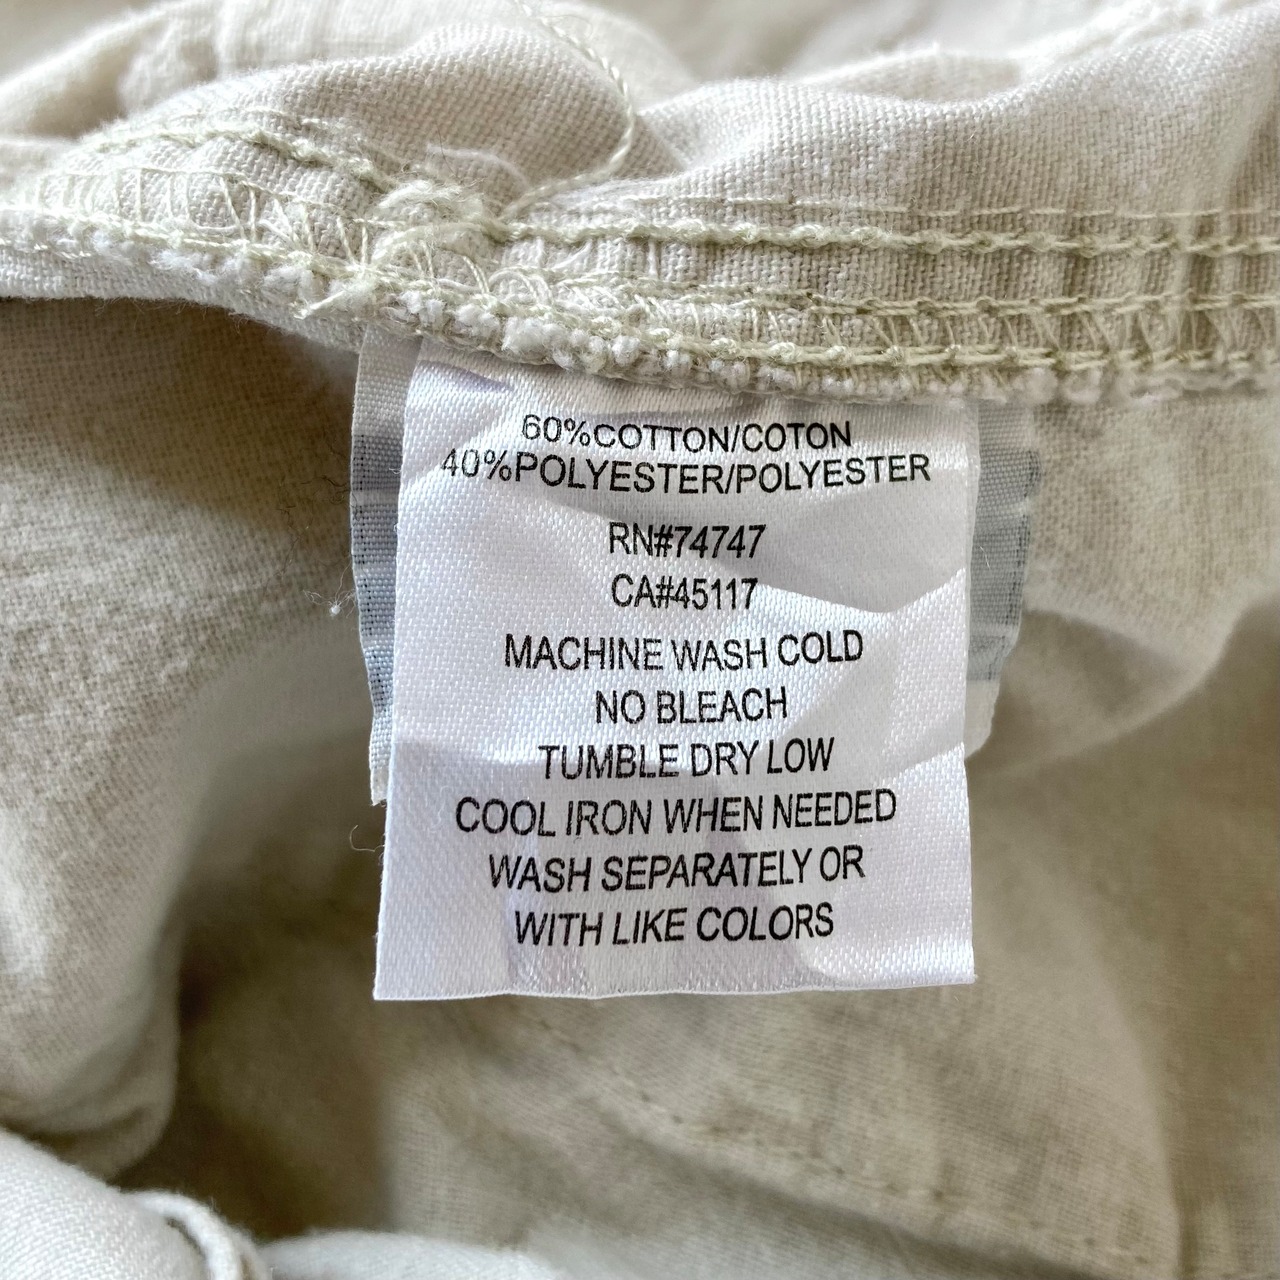 60%COTTON/COTON
40%POLYESTER/POLYESTER
RN#74747
CA#45117
MACHINE WASH COLD
NO BLEACH
TUMBLE DRY LOW
COOL IRON WHEN NEEDED
WASH SEPARATELY OR
WITH LIKE COLORS